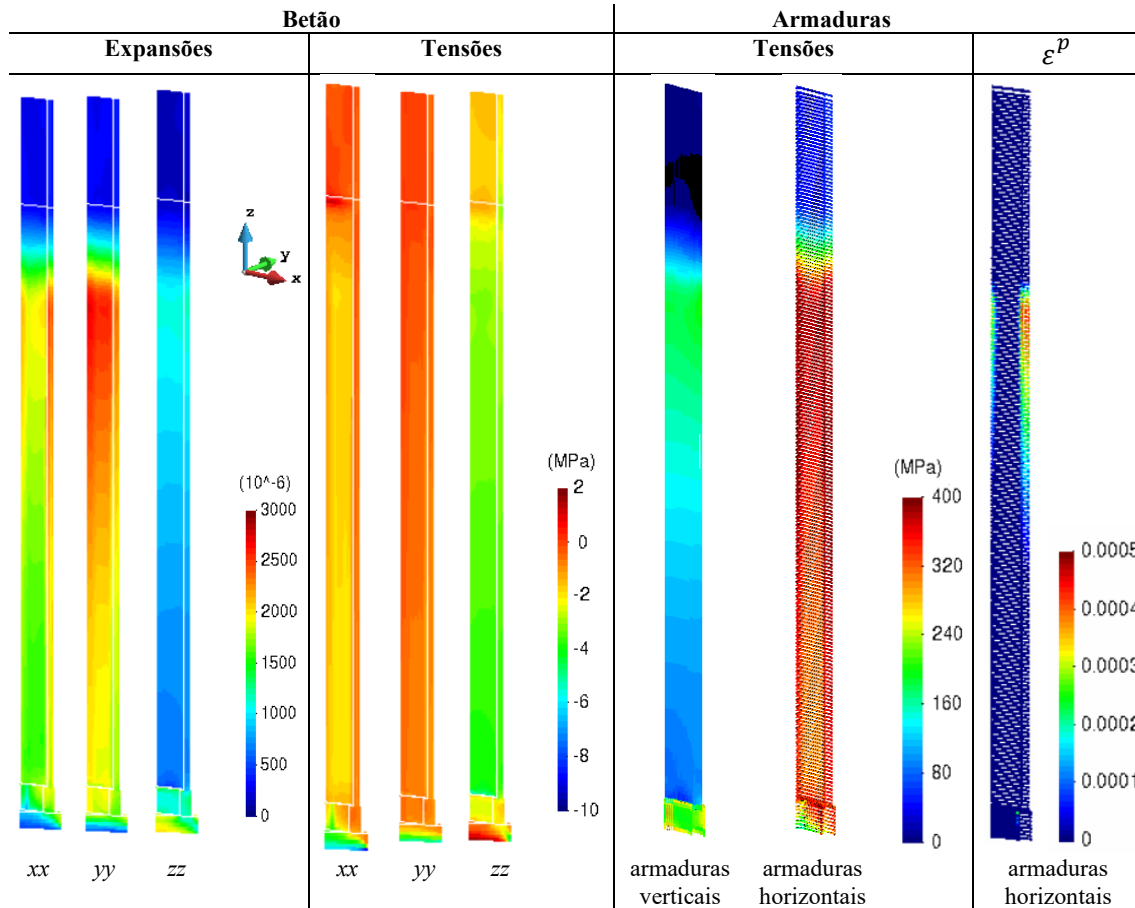 Betão
Armaduras
Expansões
Tensões
Tensões
ε^p
z
y
x
(10^-6)
3000
2500
2000
1500
1000
500
0
(MPa)
2
0
-2
-4
-6
-8
-10
(MPa)
400
320
240
160
80
0
0.0005
0.0004
0.0003
0.0002
0.0001
0
xx
yy
zz
xx
yy
zz
armaduras
verticais
armaduras
horizontais
armaduras
horizontais